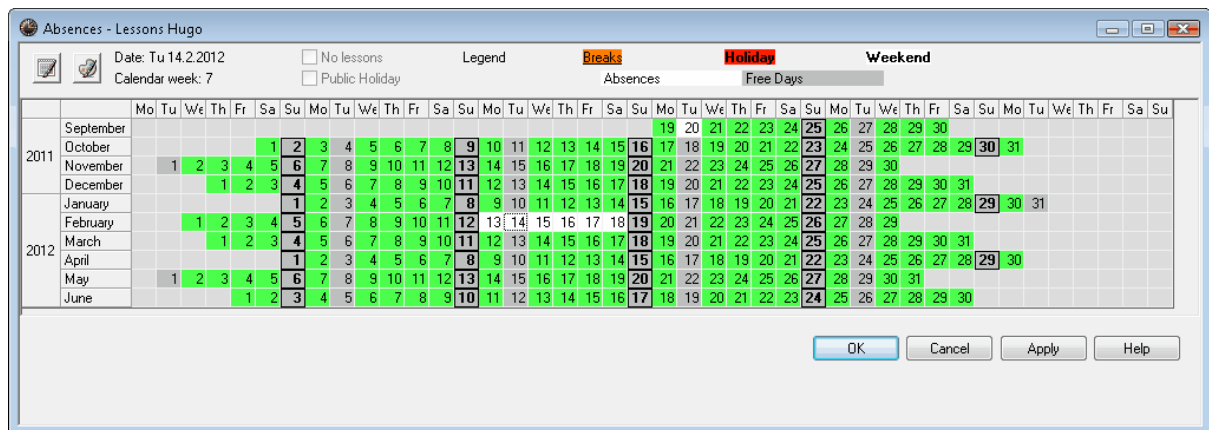 Absences - Lessons Hugo
Date: Tu 14.2.2012 No lessons Legend Breaks Holiday Weekend
Calendar week: 7 Public Holiday Absences Free Days
Mo Tu We Th Fr Sa Su Mo Tu We Th Fr Sa Su Mo Tu We Th Fr Sa Su Mo Tu We Th Fr Sa Su Mo Tu We Th Fr Sa Su Mo Tu We Th Fr Sa Su
2011
September 19 20 21 22 23 24 25 26 27 28 29 30
October 1 2 3 4 5 6 7 8 9 10 11 12 13 14 15 16 17 18 19 20 21 22 23 24 25 26 27 28 29 30 31
November 1 2 3 4 5 6 7 8 9 10 11 12 13 14 15 16 17 18 19 20 21 22 23 24 25 26 27 28 29 30
December 1 2 3 4 5 6 7 8 9 10 11 12 13 14 15 16 17 18 19 20 21 22 23 24 25 26 27 28 29 30 31
2012
January 1 2 3 4 5 6 7 8 9 10 11 12 13 14 15 16 17 18 19 20 21 22 23 24 25 26 27 28 29 30 31
February 1 2 3 4 5 6 7 8 9 10 11 12 13 14 15 16 17 18 19 20 21 22 23 24 25 26 27 28 29
March 1 2 3 4 5 6 7 8 9 10 11 12 13 14 15 16 17 18 19 20 21 22 23 24 25 26 27 28 29 30 31
April 1 2 3 4 5 6 7 8 9 10 11 12 13 14 15 16 17 18 19 20 21 22 23 24 25 26 27 28 29 30
May 1 2 3 4 5 6 7 8 9 10 11 12 13 14 15 16 17 18 19 20 21 22 23 24 25 26 27 28 29 30 31
June 1 2 3 4 5 6 7 8 9 10 11 12 13 14 15 16 17 18 19 20 21 22 23 24 25 26 27 28 29 30
OK Cancel Apply Help